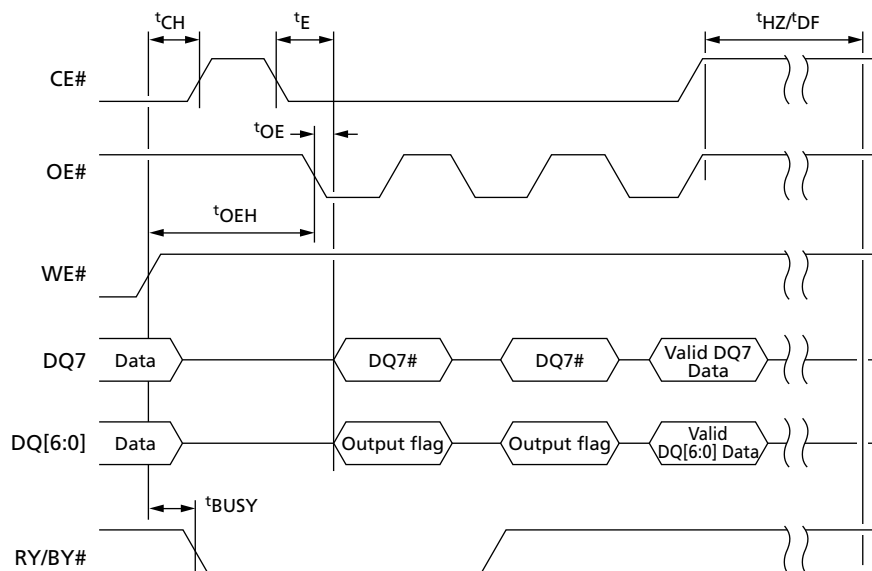 tCH
tE
tHZ/tDF
CE#
tOE
OE#
tOEH
WE#
DQ7
Data
DQ7#
DQ7#
Valid DQ7
Data
DQ[6:0]
Data
Output flag
Output flag
Valid
DQ[6:0] Data
tBUSY
RY/BY#